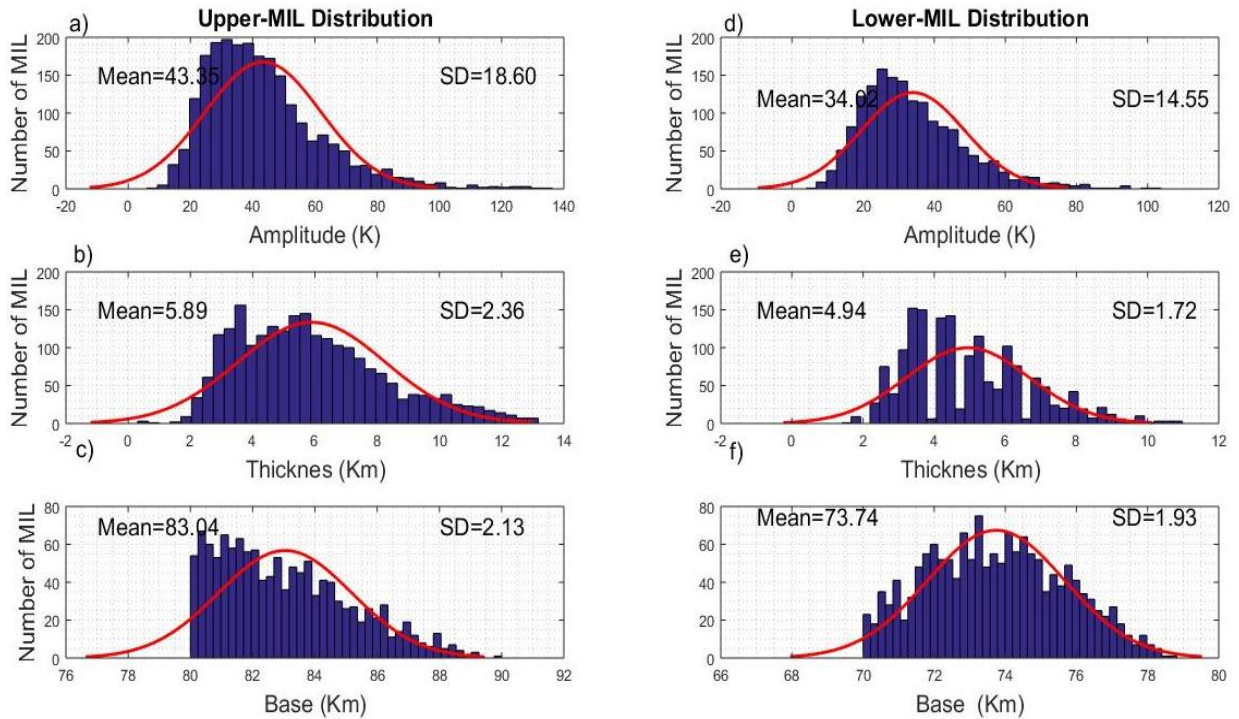 Upper-MIL Distribution
a)
Number of MIL
200
150
100
50
0
Mean=43.35
SD=18.60
-20 0 20 40 60 80 100 120 140
Amplitude (K)
b)
Number of MIL
200
150
100
50
0
Mean=5.89
SD=2.36
-2 0 2 4 6 8 10 12 14
Thicknes (Km)
c)
Number of MIL
80
60
40
20
0
Mean=83.04
SD=2.13
76 78 80 82 84 86 88 90 92
Base (Km)
Lower-MIL Distribution
d)
Number of MIL
200
150
100
50
0
Mean=34.02
SD=14.55
-20 0 20 40 60 80 100 120
Amplitude (K)
e)
Number of MIL
200
150
100
50
0
Mean=4.94
SD=1.72
-2 0 2 4 6 8 10 12
Thicknes (Km)
f)
Number of MIL
80
60
40
20
0
Mean=73.74
SD=1.93
66 68 70 72 74 76 78 80
Base (Km)